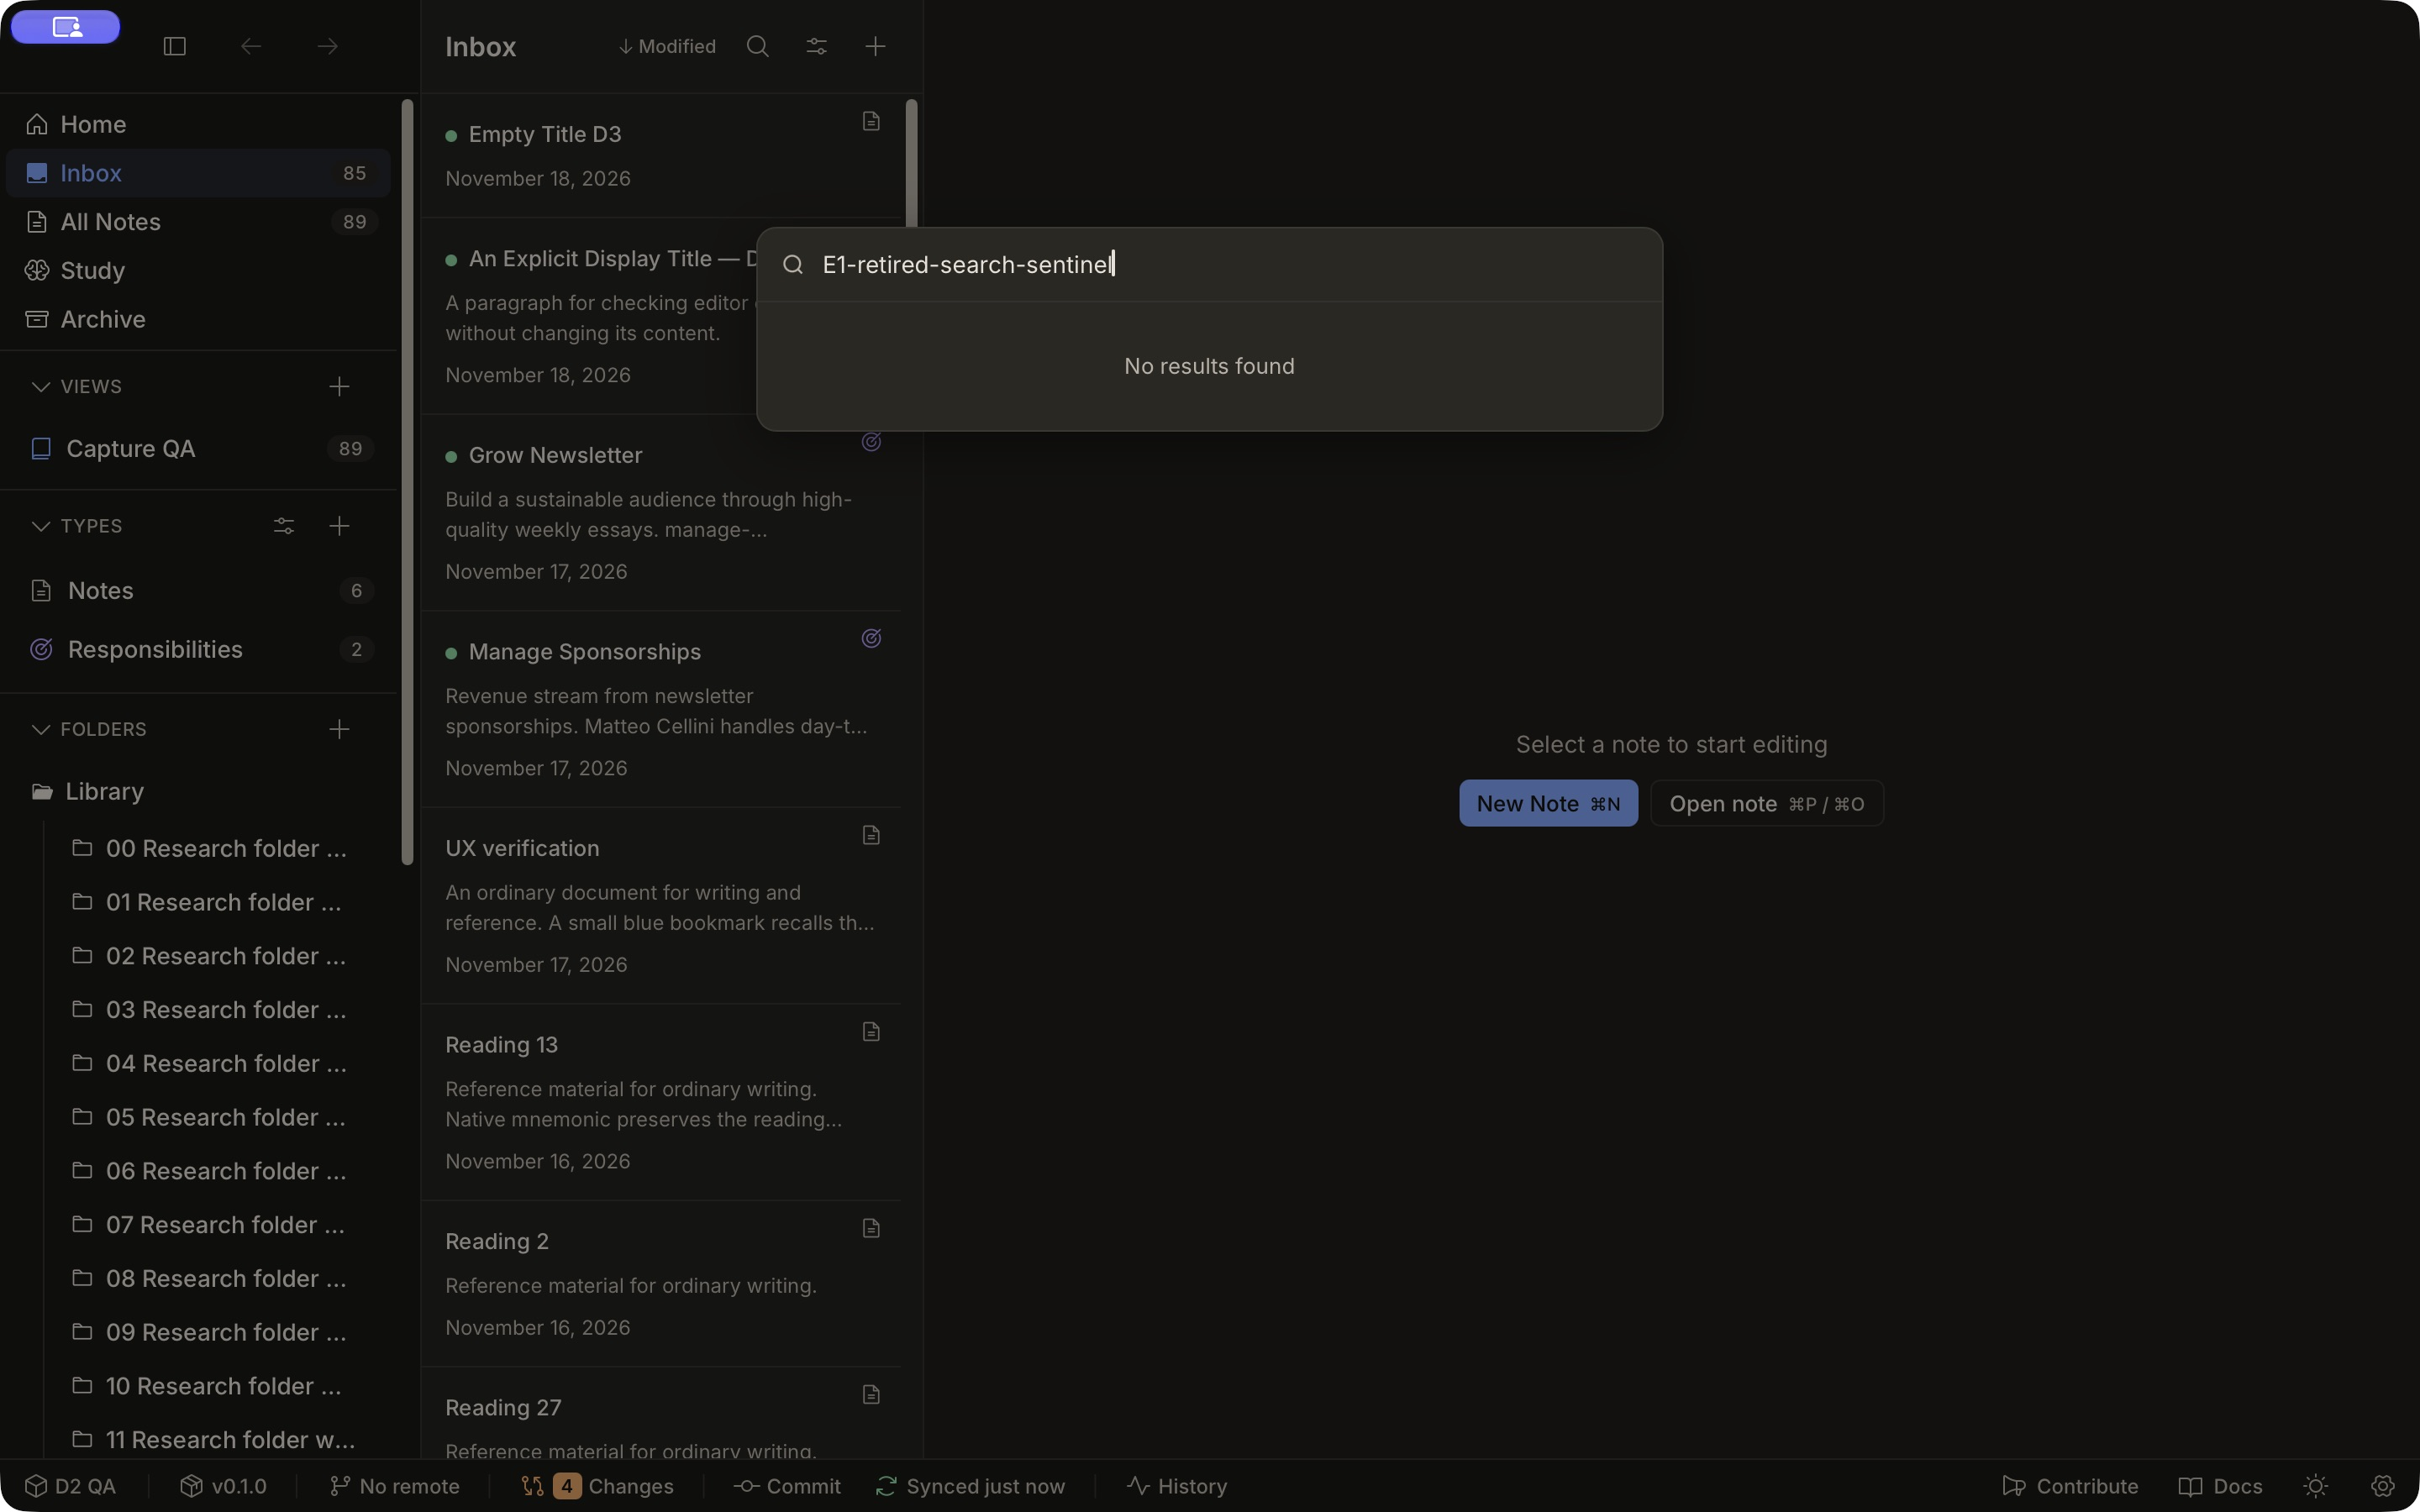 Inbox
Modified
Home
Inbox 85
All Notes 89
Study
Archive
VIEWS
Capture QA 89
TYPES
Notes 6
Responsibilities 2
FOLDERS
Library
00 Research folder ...
01 Research folder ...
02 Research folder ...
03 Research folder ...
04 Research folder ...
05 Research folder ...
06 Research folder ...
07 Research folder ...
08 Research folder ...
09 Research folder ...
10 Research folder ...
11 Research folder w...
Empty Title D3
November 18, 2026
An Explicit Display Title — D
A paragraph for checking editor
without changing its content.
November 18, 2026
Grow Newsletter
Build a sustainable audience through high-
quality weekly essays. manage-...
November 17, 2026
Manage Sponsorships
Revenue stream from newsletter
sponsorships. Matteo Cellini handles day-t...
November 17, 2026
UX verification
An ordinary document for writing and
reference. A small blue bookmark recalls th...
November 17, 2026
Reading 13
Reference material for ordinary writing.
Native mnemonic preserves the reading...
November 16, 2026
Reading 2
Reference material for ordinary writing.
November 16, 2026
Reading 27
Reference material for ordinary writing.
E1-retired-search-sentinel
No results found
Select a note to start editing
New Note ⌘N
Open note ⌘P / ⌘O
D2 QA
v0.1.0
No remote
4 Changes
Commit
Synced just now
History
Contribute
Docs